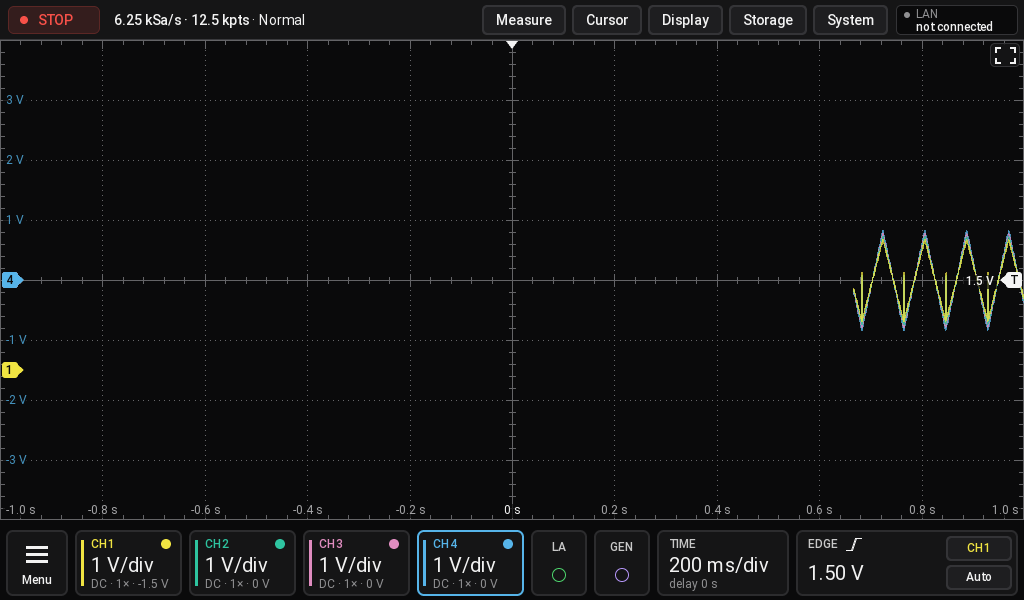 STOP
6.25 kSa/s · 12.5 kpts · Normal
Measure
Cursor
Display
Storage
System
LAN
not connected
3 V
2 V
1 V
4
1.5 V
T
-1 V
1
-2 V
-3 V
-1.0 s
-0.8 s
-0.6 s
-0.4 s
-0.2 s
0 s
0.2 s
0.4 s
0.6 s
0.8 s
1.0 s
Menu
CH1
1 V/div
DC · 1× · -1.5 V
CH2
1 V/div
DC · 1× · 0 V
CH3
1 V/div
DC · 1× · 0 V
CH4
1 V/div
DC · 1× · 0 V
LA
GEN
TIME
200 ms/div
delay 0 s
EDGE
1.50 V
CH1
Auto